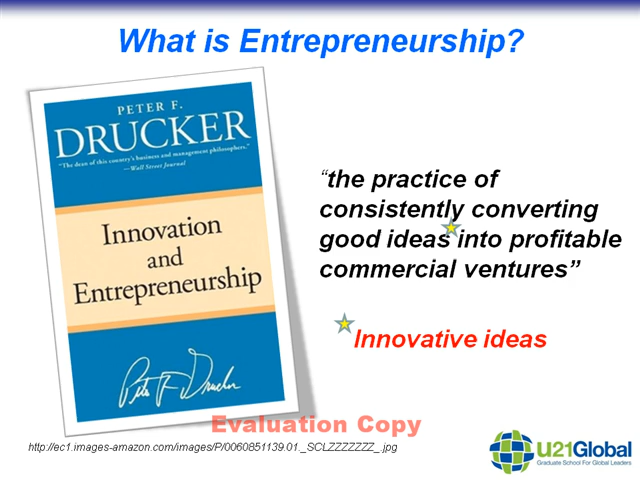 What is Entrepreneurship?
PETER F.
DRUCKER
"The dean of this country's business and management philosophers."
—Wall Street Journal
Innovation
and
Entrepreneurship
Peter F. Drucker
“the practice of
consistently converting
good ideas into profitable
commercial ventures”
Innovative ideas
Evaluation Copy
http://ec1.images-amazon.com/images/P/0060851139.01._SCLZZZZZZZ_.jpg
U21Global
Graduate School For Global Leaders